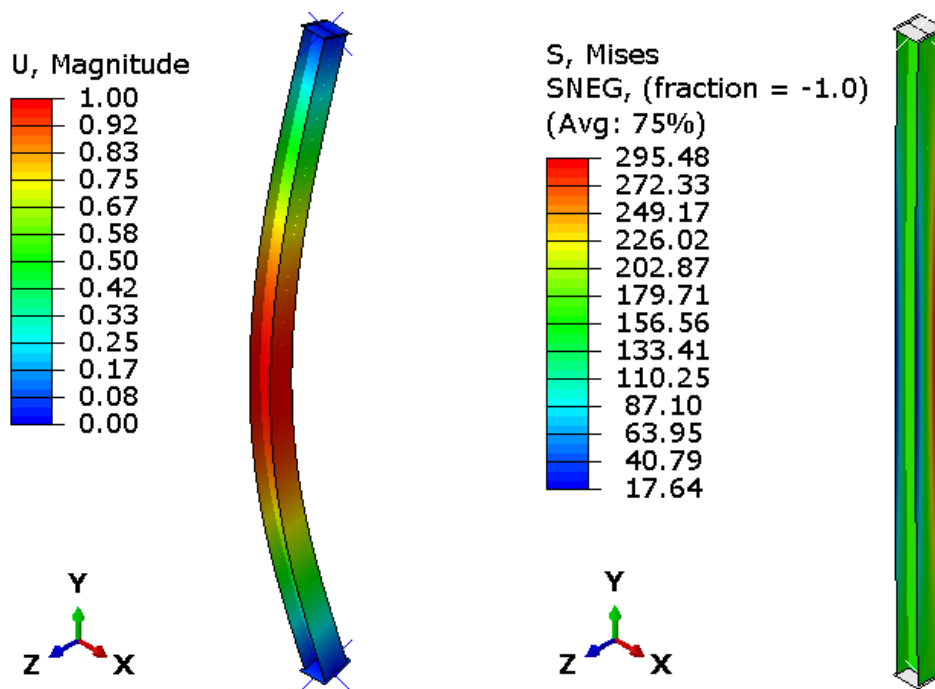 U, Magnitude
1.00
0.92
0.83
0.75
0.67
0.58
0.50
0.42
0.33
0.25
0.17
0.08
0.00
Y
Z
X
S, Mises
SNEG, (fraction = -1.0)
(Avg: 75%)
295.48
272.33
249.17
226.02
202.87
179.71
156.56
133.41
110.25
87.10
63.95
40.79
17.64
Y
Z
X